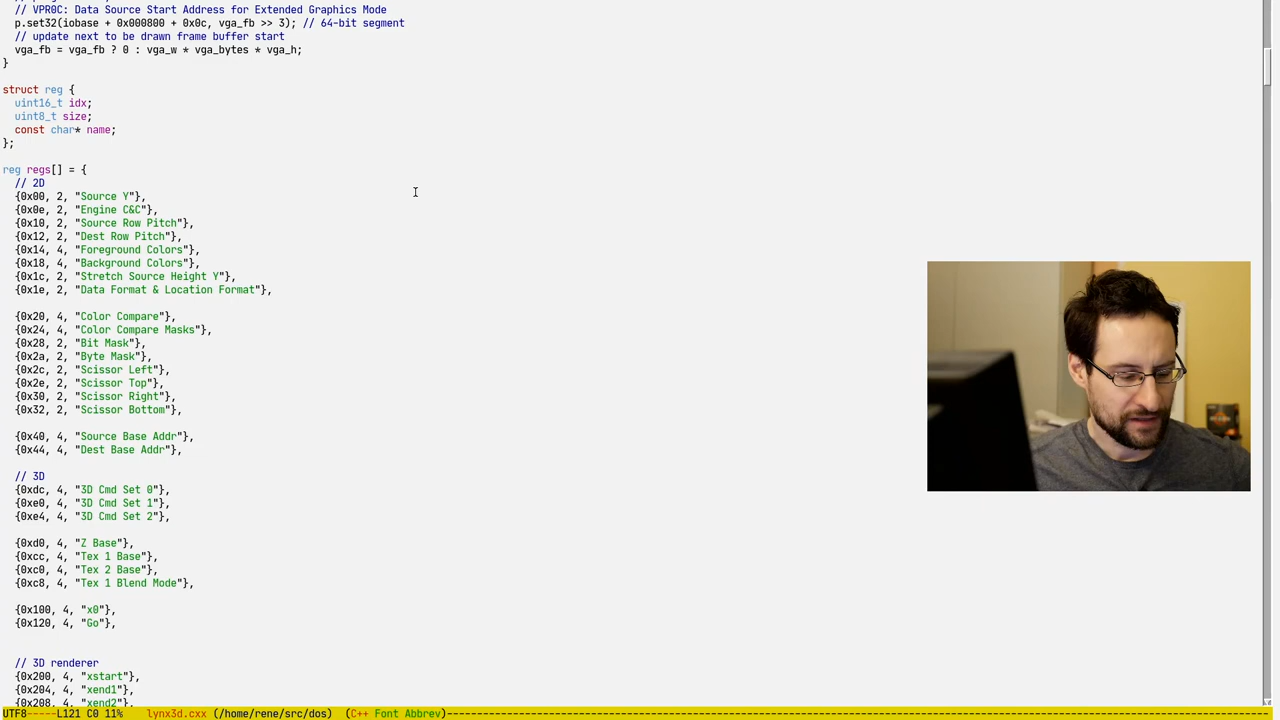 // VPR0C: Data Source Start Address for Extended Graphics Mode
p.set32(iobase + 0x000800 + 0x0c, vga_fb >> 3); // 64-bit segment
// update next to be drawn frame buffer start
vga_fb = vga_fb ? 0 : vga_w * vga_bytes * vga_h;
}
struct reg {
uint16_t idx;
uint8_t size;
const char* name;
};
reg regs[] = {
// 2D
{0x00, 2, "Source Y"},
{0x0e, 2, "Engine C&C"},
{0x10, 2, "Source Row Pitch"},
{0x12, 2, "Dest Row Pitch"},
{0x14, 4, "Foreground Colors"},
{0x18, 4, "Background Colors"},
{0x1c, 2, "Stretch Source Height Y"},
{0x1e, 2, "Data Format & Location Format"},
{0x20, 4, "Color Compare"},
{0x24, 4, "Color Compare Masks"},
{0x28, 2, "Bit Mask"},
{0x2a, 2, "Byte Mask"},
{0x2c, 2, "Scissor Left"},
{0x2e, 2, "Scissor Top"},
{0x30, 2, "Scissor Right"},
{0x32, 2, "Scissor Bottom"},
{0x40, 4, "Source Base Addr"},
{0x44, 4, "Dest Base Addr"},
// 3D
{0xdc, 4, "3D Cmd Set 0"},
{0xe0, 4, "3D Cmd Set 1"},
{0xe4, 4, "3D Cmd Set 2"},
{0xd0, 4, "Z Base"},
{0xcc, 4, "Tex 1 Base"},
{0xc0, 4, "Tex 2 Base"},
{0xc8, 4, "Tex 1 Blend Mode"},
{0x100, 4, "x0"},
{0x120, 4, "Go"},
// 3D renderer
{0x200, 4, "xstart"},
{0x204, 4, "xend1"},
{0x208, 4, "xend2"},
UTF8-----L121 C0 11% lynx3d.cxx (/home/rene/src/dos) (C++ Font Abbrev)